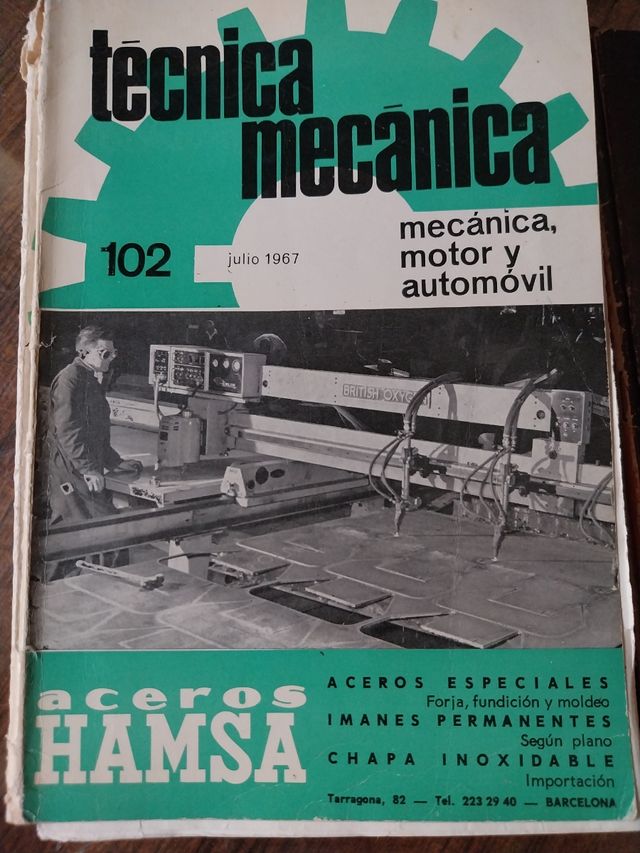 técnica
mecánica
102
julio 1967
mecánica,
motor y
automóvil
BRITISH OXYGEN
aceros
HAMSA
ACEROS ESPECIALES
Forja, fundición y moldeo
IMANES PERMANENTES
Según plano
CHAPA INOXIDABLE
Importación
Tarragona, 82 — Tel. 223 29 40 — BARCELONA